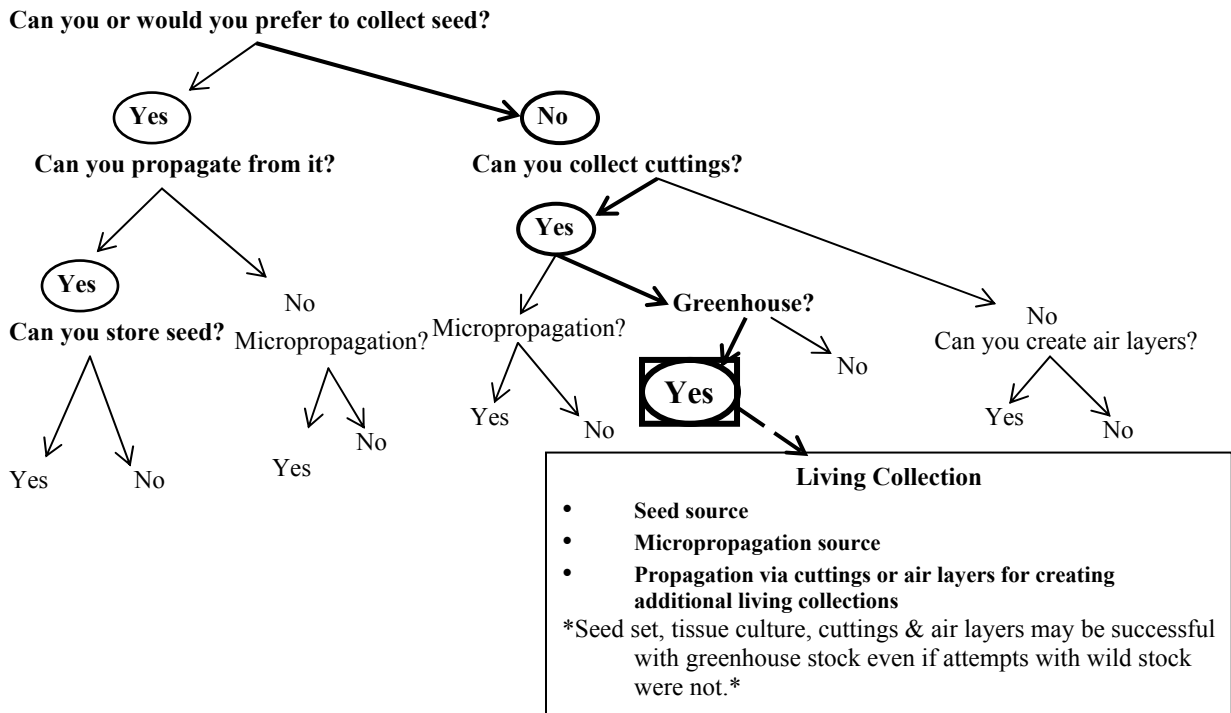 Can you or would you prefer to collect seed?
Yes
No
Can you propagate from it?
Can you collect cuttings?
Yes
Yes
No
Greenhouse?
No
Can you store seed?
Micropropagation?
Micropropagation?
Can you create air layers?
Yes
No
Yes
No
Yes
No
Yes
No
Yes
No
Living Collection
• Seed source
• Micropropagation source
• Propagation via cuttings or air layers for creating
additional living collections
*Seed set, tissue culture, cuttings & air layers may be successful
with greenhouse stock even if attempts with wild stock
were not.*